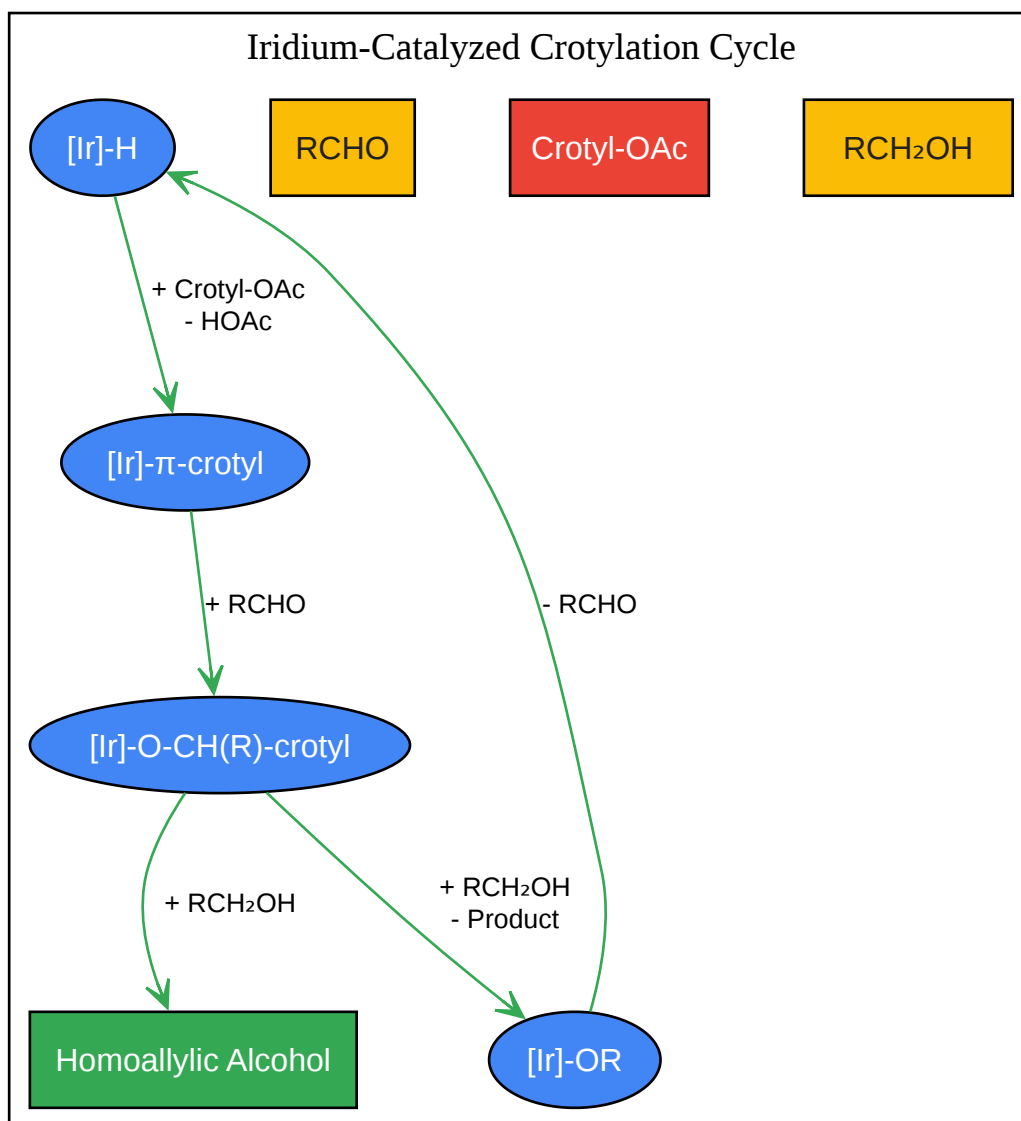 Iridium-Catalyzed Crotylation Cycle
[Ir]-H
RCHO
Crotyl-OAc
RCH₂OH
+ Crotyl-OAc
- HOAc
[Ir]-π-crotyl
+ RCHO
- RCHO
[Ir]-O-CH(R)-crotyl
+ RCH₂OH
+ RCH₂OH
- Product
Homoallylic Alcohol
[Ir]-OR